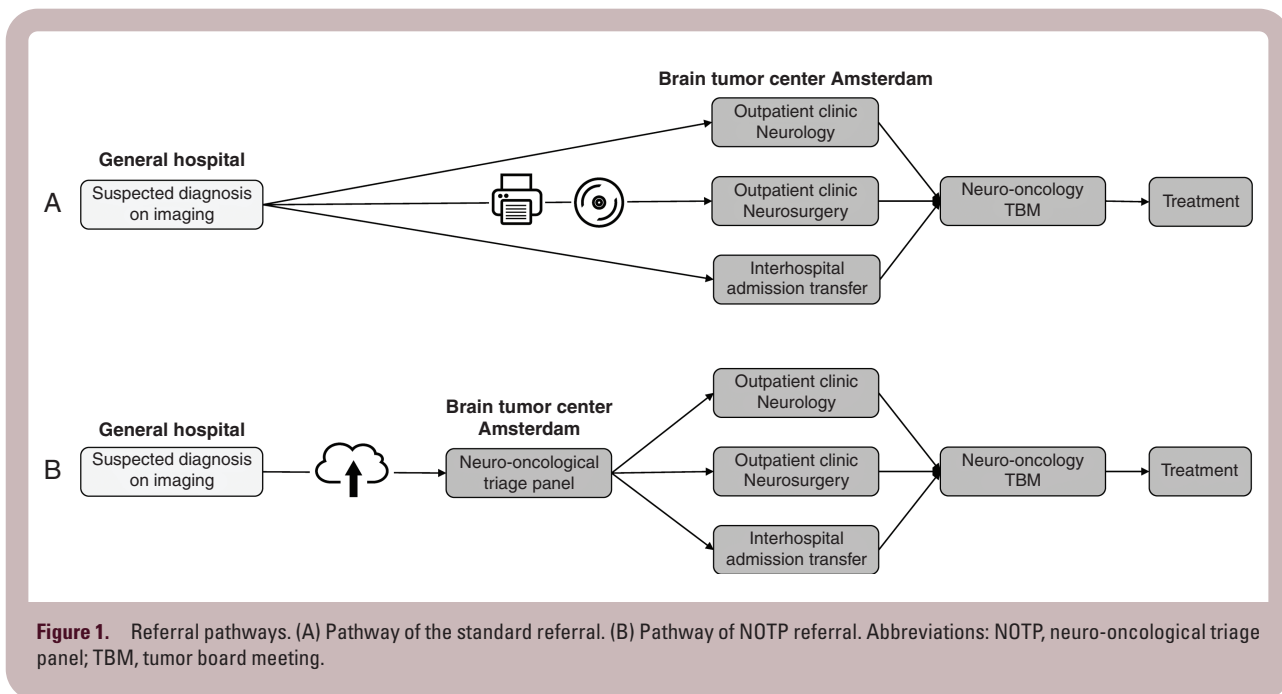 Brain tumor center Amsterdam
Outpatient clinic
Neurology
General hospital
A
Suspected diagnosis
on imaging
Outpatient clinic
Neurosurgery
Neuro-oncology
TBM
Treatment
Interhospital
admission transfer
Outpatient clinic
Neurology
Brain tumor center
Amsterdam
General hospital
B
Suspected diagnosis
on imaging
Neuro-oncological
triage panel
Outpatient clinic
Neurosurgery
Neuro-oncology
TBM
Treatment
Interhospital
admission transfer
Figure 1. Referral pathways. (A) Pathway of the standard referral. (B) Pathway of NOTP referral. Abbreviations: NOTP, neuro-oncological triage
panel; TBM, tumor board meeting.